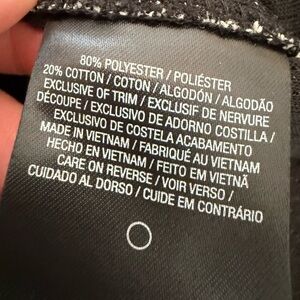 80% POLYESTER / POLIÉSTER
20% COTTON / COTON / ALGODÓN / ALGODÃO
EXCLUSIVE OF TRIM / EXCLUSIF DE NERVURE
DÉCOUPE / EXCLUSIVO DE ADORNO COSTILLA /
EXCLUSIVO DE COSTELA ACABAMENTO
MADE IN VIETNAM / FABRIQUÉ AU VIETNAM
HECHO EN VIETNAM / FEITO EM VIETNÃ
CARE ON REVERSE / VOIR VERSO /
CUIDADO AL DORSO / CUIDE EM CONTRÁRIO